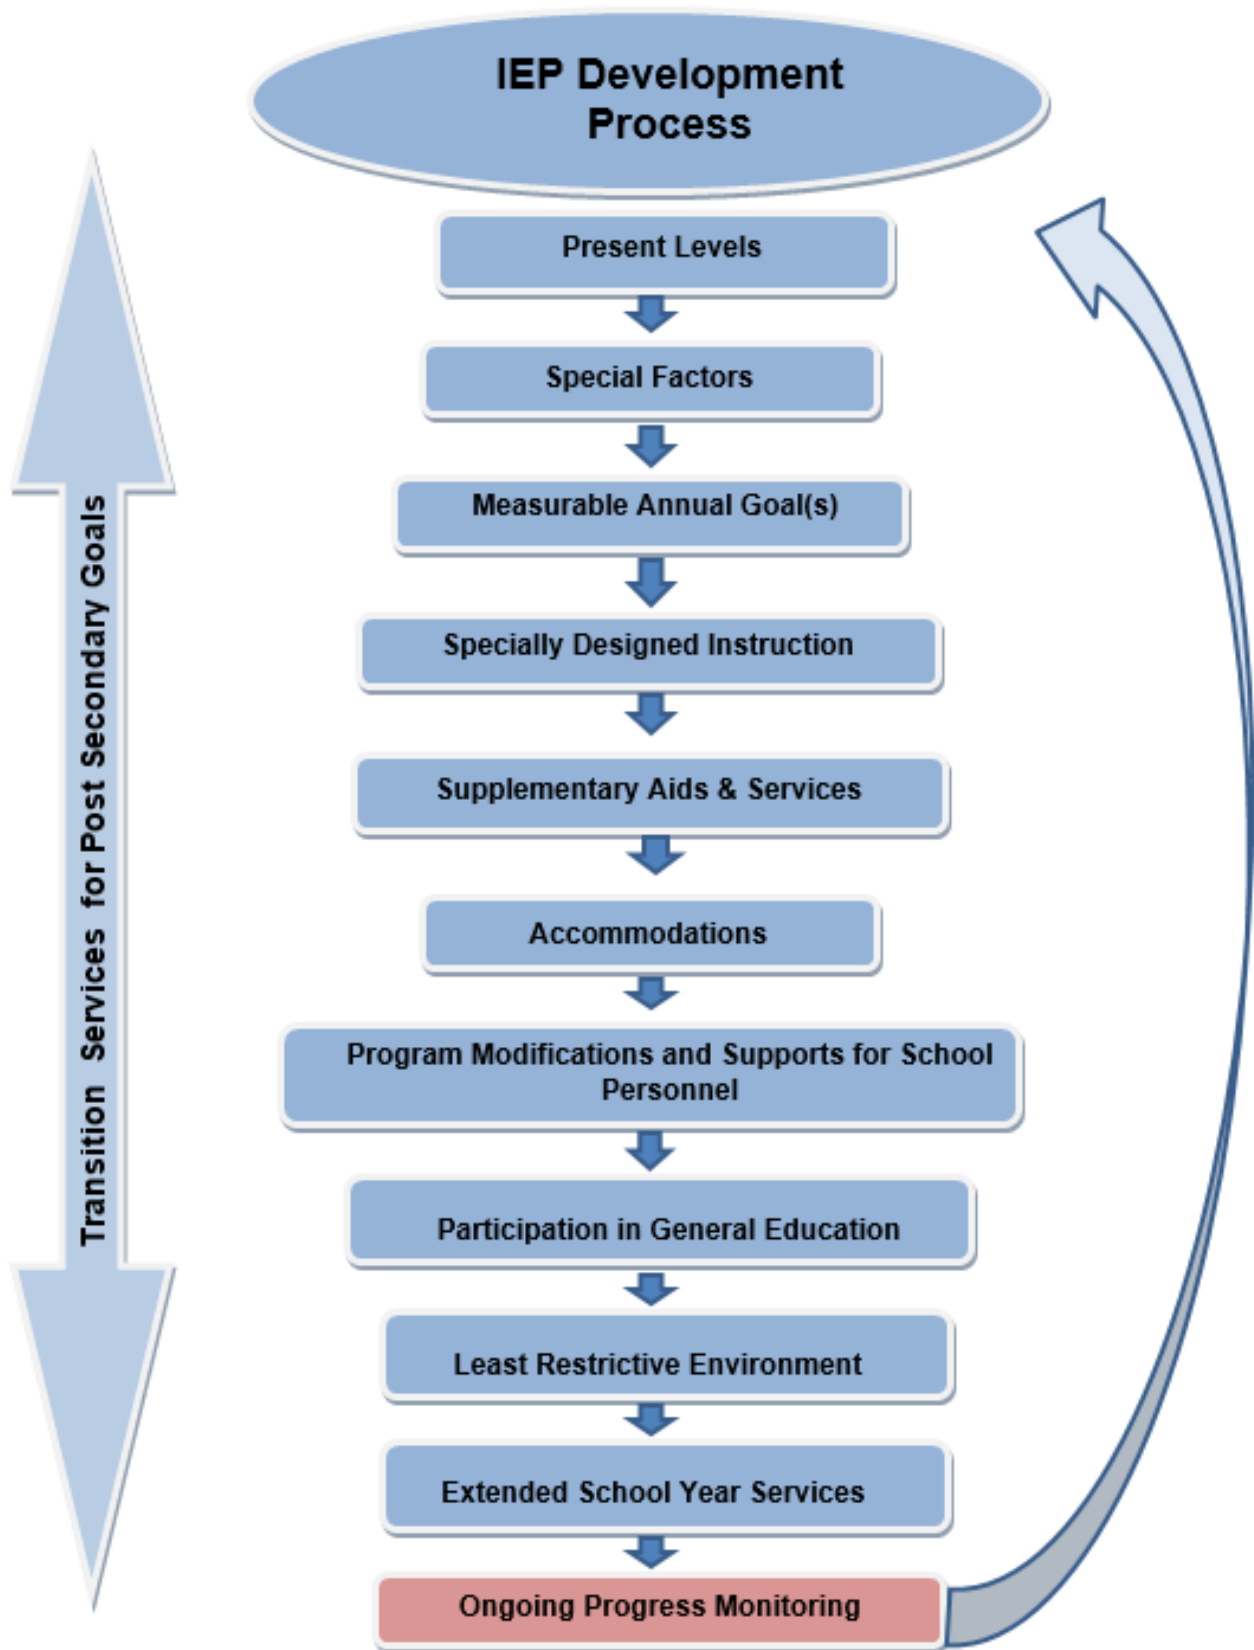 IEP Development
Process
Present Levels
Special Factors
Measurable Annual Goal(s)
Specially Designed Instruction
Supplementary Aids & Services
Accommodations
Program Modifications and Supports for School
Personnel
Participation in General Education
Least Restrictive Environment
Extended School Year Services
Ongoing Progress Monitoring
Transition Services for Post Secondary Goals